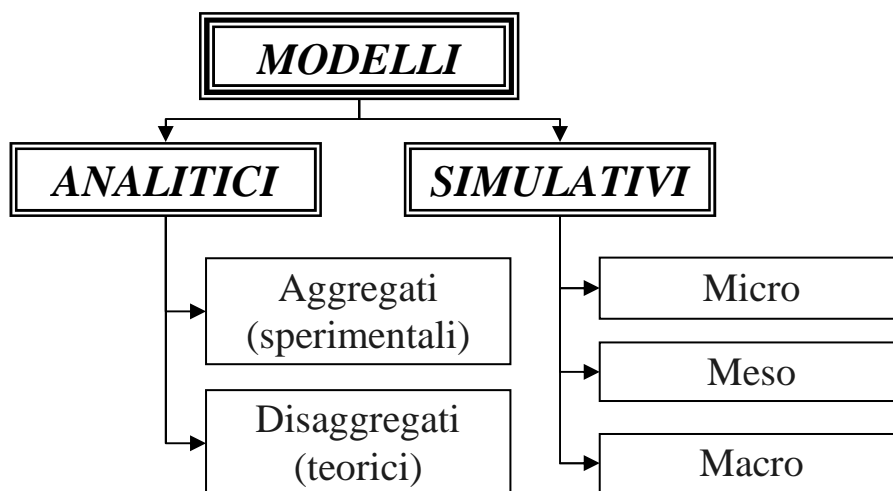 MODELLI
ANALITICI
SIMULATIVI
Aggregati
(sperimentali)
Disaggregati
(teorici)
Micro
Meso
Macro